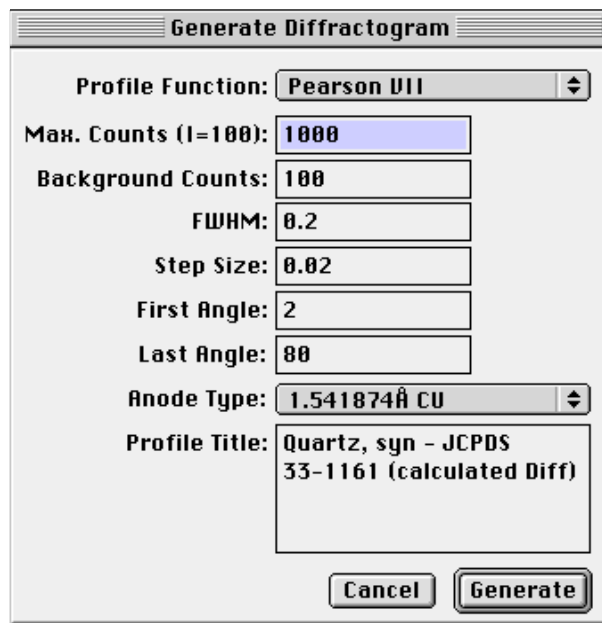 Generate Diffractogram
Profile Function: Pearson VII
Max. Counts (I=100): 1000
Background Counts: 100
FWHM: 0.2
Step Size: 0.02
First Angle: 2
Last Angle: 80
Anode Type: 1.541874Å CU
Profile Title: Quartz, syn - JCPDS
33-1161 (calculated Diff)
Cancel Generate